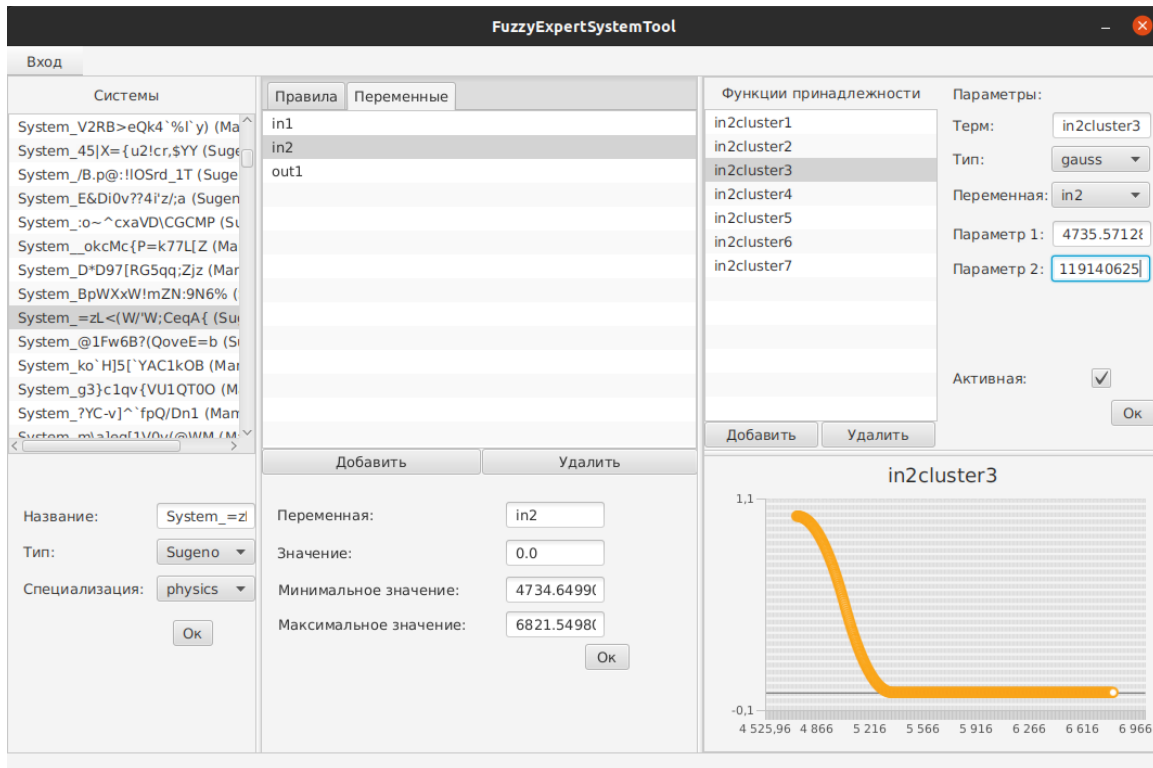 FuzzyExpertSystemTool
Вход
Системы
System_V2RB>eQk4`%l`y) (Ma
System_45|X={u2!cr,$YY (Suge
System_/B.p@:!lOSrd_1T (Suge
System_E&Di0v??4i'z/;a (Sugen
System_:o~^cxaVD\CGCMP (Su
System__okcMc{P=k77L[Z (Ma
System_D*D97[RG5qq;Zjz (Mar
System_BpWXxW!mZN:9N6% (
System_=zL<(W/'W;CeqA{ (Su
System_@1Fw6B?(QoveE=b (S
System_ko`H]5[`YAC1kOB (Mar
System_g3}c1qv{VU1QT0O (M
System_?YC-v]^`fpQ/Dn1 (Mam
Название:
System_=zl
Тип:
Sugeno
Специализация:
physics
Ок
Правила
Переменные
in1
in2
out1
Добавить
Удалить
Переменная:
in2
Значение:
0.0
Минимальное значение:
4734.6499
Максимальное значение:
6821.5498
Ок
Функции принадлежности
in2cluster1
in2cluster2
in2cluster3
in2cluster4
in2cluster5
in2cluster6
in2cluster7
Добавить
Удалить
Параметры:
Терм:
in2cluster3
Тип:
gauss
Переменная:
in2
Параметр 1:
4735.5712
Параметр 2:
119140625
Активная:
Ок
in2cluster3
1,1
-0,1
4 525,96 4 866 5 216 5 566 5 916 6 266 6 616 6 966